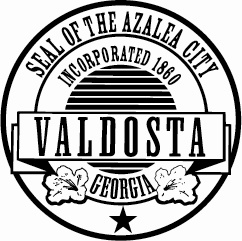 SEAL OF THE AZALEA CITY
INCORPORATED 1860
VALDOSTA
GEORGIA